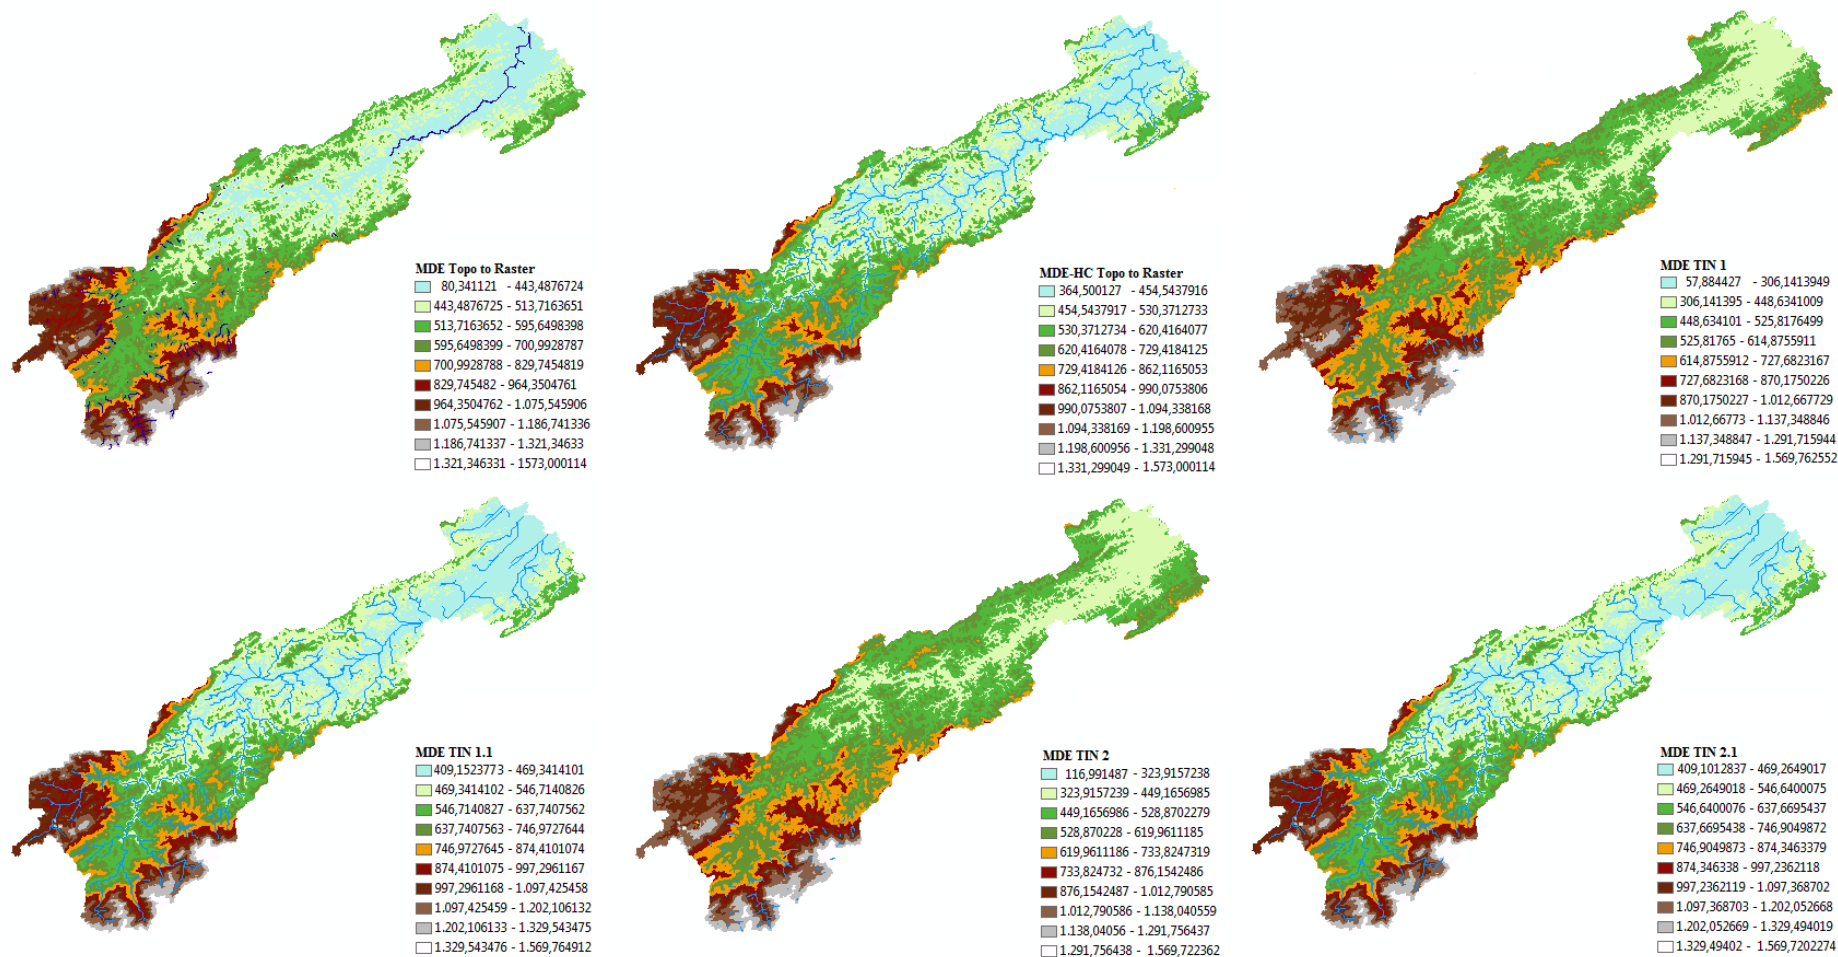 MDE Topo to Raster
80,341121 - 443,4876724
443,4876725 - 513,7163651
513,7163652 - 595,6498398
595,6498399 - 700,9928787
700,9928788 - 829,7454819
829,745482 - 964,3504761
964,3504762 - 1.075,545906
1.075,545907 - 1.186,741336
1.186,741337 - 1.321,34633
1.321,346331 - 1573,000114
MDE-HC Topo to Raster
364,500127 - 454,5437916
454,5437917 - 530,3712733
530,3712734 - 620,4164077
620,4164078 - 729,4184125
729,4184126 - 862,1165053
862,1165054 - 990,0753806
990,0753807 - 1.094,338168
1.094,338169 - 1.198,600955
1.198,600956 - 1.331,299048
1.331,299049 - 1.573,000114
MDE TIN 1
57,884427 - 306,1413949
306,141395 - 448,6341009
448,634101 - 525,8176499
525,81765 - 614,8755911
614,8755912 - 727,6823167
727,6823168 - 870,1750226
870,1750227 - 1.012,667729
1.012,66773 - 1.137,348846
1.137,348847 - 1.291,715944
1.291,715945 - 1.569,762552
MDE TIN 1.1
409,1523773 - 469,3414101
469,3414102 - 546,7140826
546,7140827 - 637,7407562
637,7407563 - 746,9727644
746,9727645 - 874,4101074
874,4101075 - 997,2961167
997,2961168 - 1.097,425458
1.097,425459 - 1.202,106132
1.202,106133 - 1.329,543475
1.329,543476 - 1.569,764912
MDE TIN 2
116,991487 - 323,9157238
323,9157239 - 449,1656985
449,1656986 - 528,8702279
528,870228 - 619,9611185
619,9611186 - 733,8247319
733,824732 - 876,1542486
876,1542487 - 1.012,790585
1.012,790586 - 1.138,040559
1.138,04056 - 1.291,756437
1.291,756438 - 1.569,722362
MDE TIN 2.1
409,1012837 - 469,2649017
469,2649018 - 546,6400075
546,6400076 - 637,6695437
637,6695438 - 746,9049872
746,9049873 - 874,3463379
874,346338 - 997,2362118
997,2362119 - 1.097,368702
1.097,368703 - 1.202,052668
1.202,052669 - 1.329,494019
1.329,49402 - 1.569,7202274